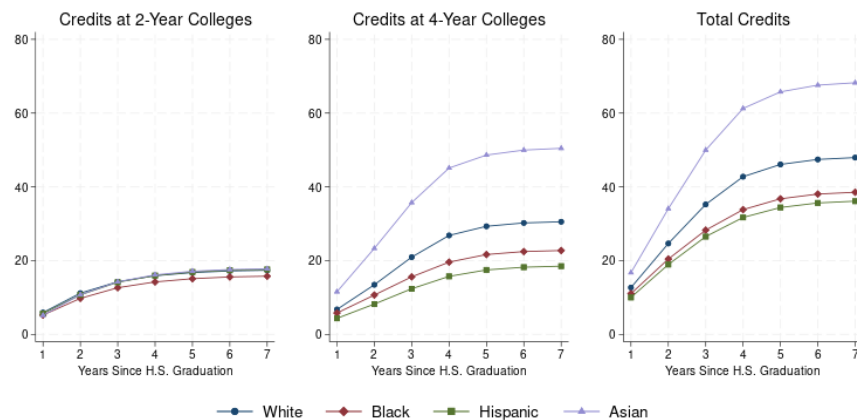 Credits at 2-Year Colleges
80
60
40
20
0
1 2 3 4 5 6 7
Years Since H.S. Graduation
Credits at 4-Year Colleges
80
60
40
20
0
1 2 3 4 5 6 7
Years Since H.S. Graduation
Total Credits
80
60
40
20
0
1 2 3 4 5 6 7
Years Since H.S. Graduation
White Black Hispanic Asian